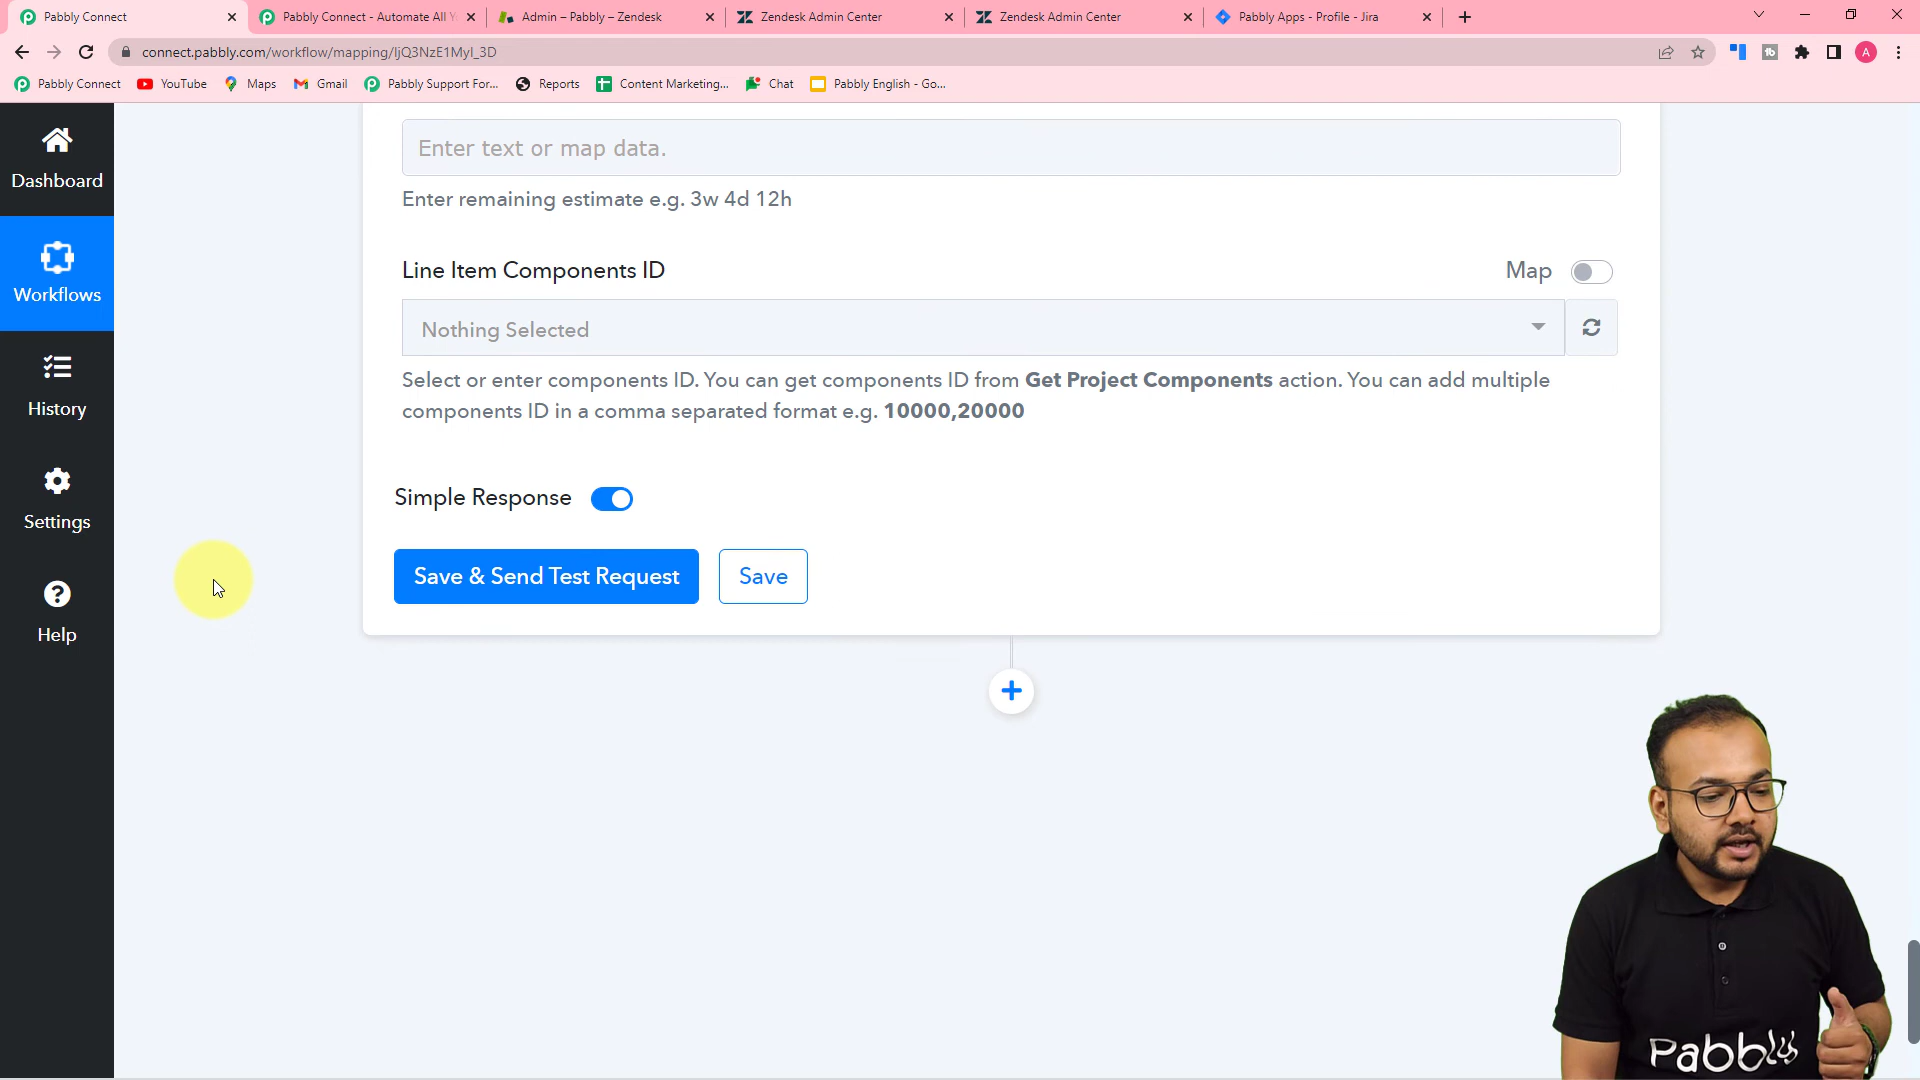 Pabbly Connect
Pabbly Connect - Automate All Y
Admin – Pabbly – Zendesk
Zendesk Admin Center
Zendesk Admin Center
Pabbly Apps - Profile - Jira
connect.pabbly.com/workflow/mapping/IjQ3NzE1MyI_3D
A
Pabbly Connect
YouTube
Maps
Gmail
Pabbly Support For...
Reports
Content Marketing...
Chat
Pabbly English - Go...
Dashboard
Workflows
History
Settings
Help
Enter text or map data.
Enter remaining estimate e.g. 3w 4d 12h
Line Item Components ID
Map
Nothing Selected
Select or enter components ID. You can get components ID from Get Project Components action. You can add multiple
components ID in a comma separated format e.g. 10000,20000
Simple Response
Save & Send Test Request
Save
Pabbly